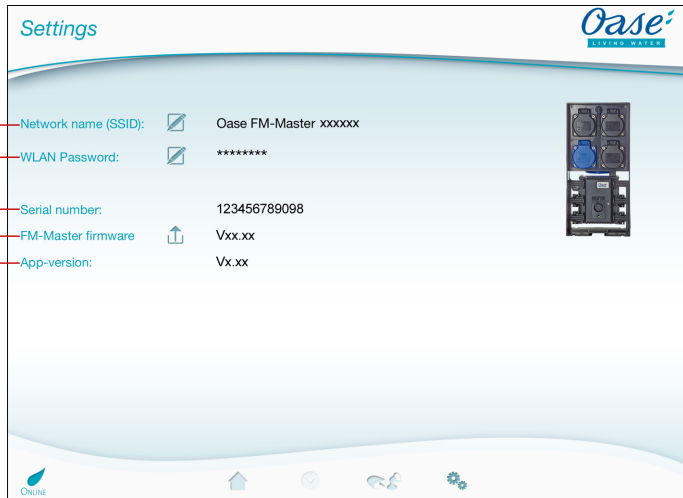 Settings
Oase
LIVING WATER
Network name (SSID): Oase FM-Master xxxxxx
WLAN Password: ********
Serial number: 123456789098
FM-Master firmware Vxx.xx
App-version: Vx.xx
ONLINE